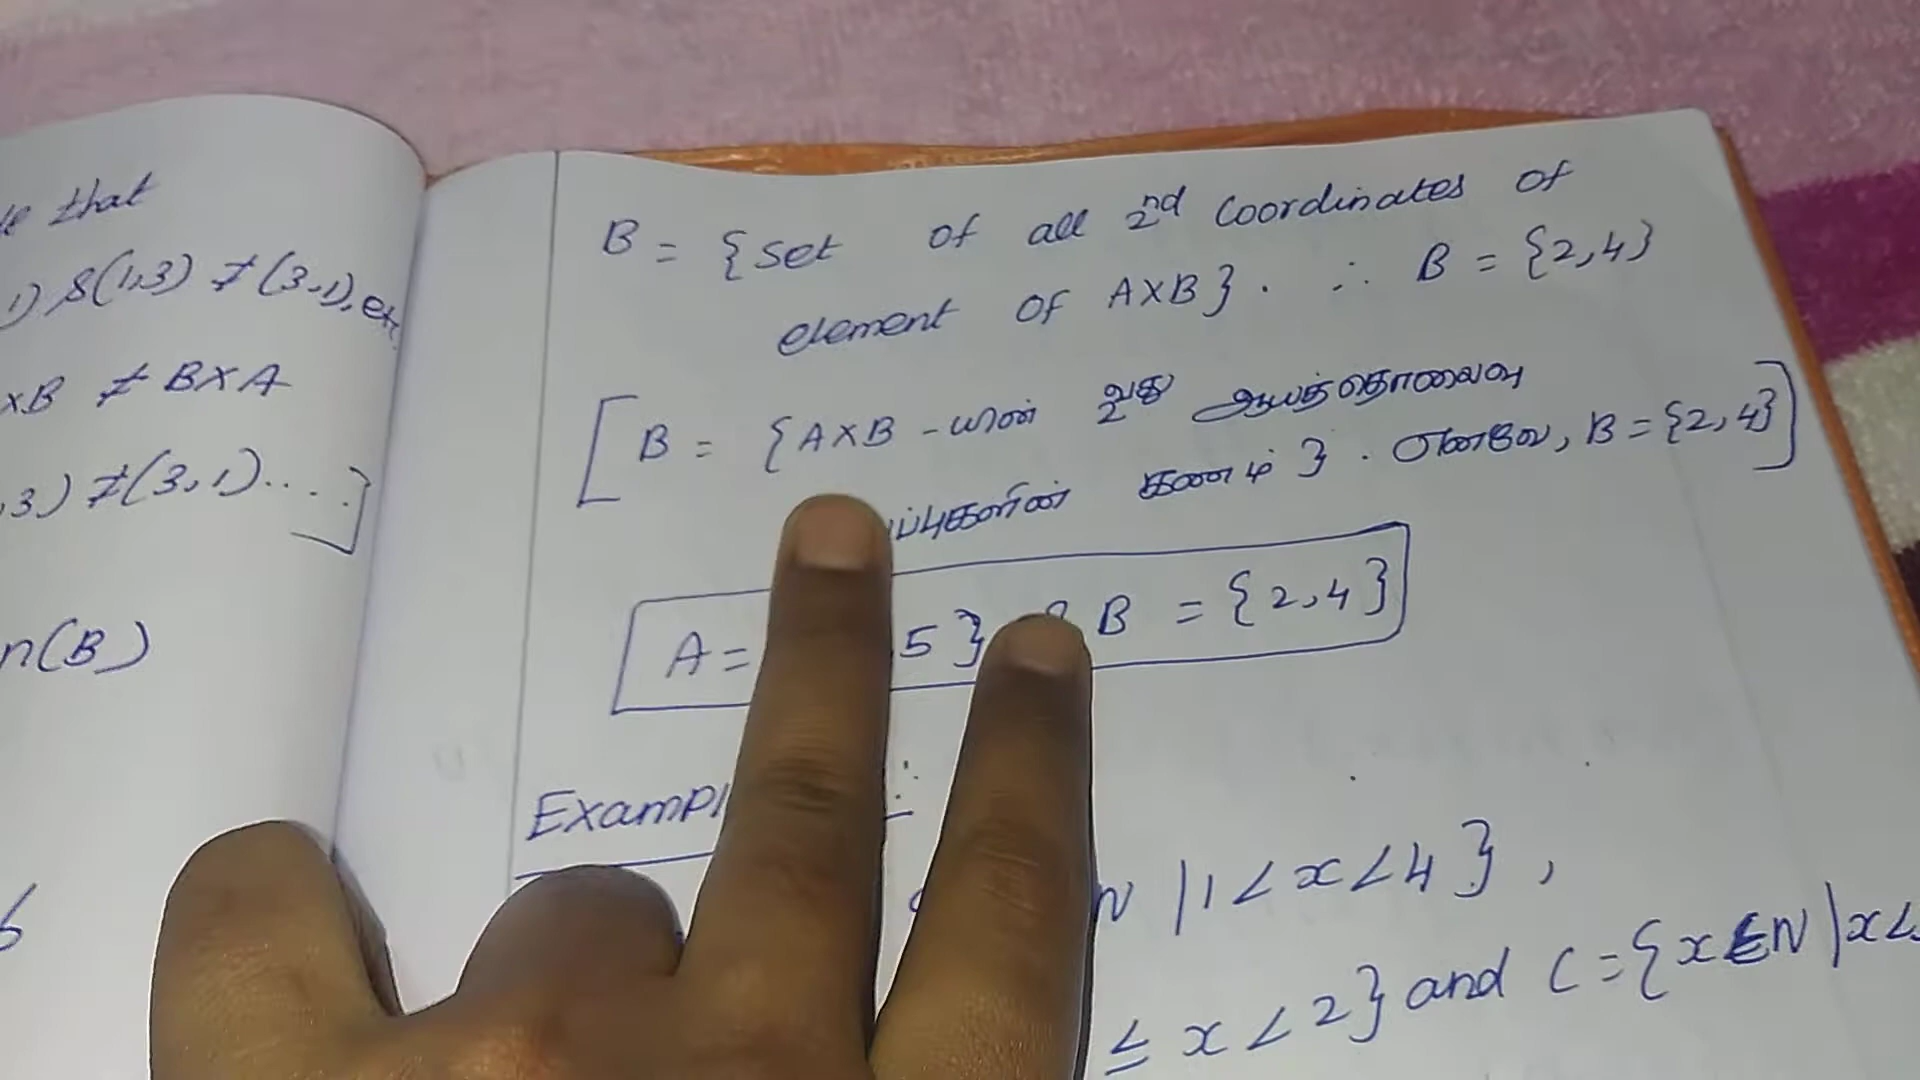 that
1) & (1,3) ≠ (3,1), etc.
×B ≠ B×A
,3) ≠ (3,1)....]
n(B)
6
B = {set of all 2nd coordinates of
element of A×B}. ∴ B = {2,4}
[B = {A×B -யின் 2வது ஆயத்தொலைவு
கணம்}. எனவே, B = {2,4}]
A = 5} B = {2,4}
Exampl :
N | 1 < x < 4},
≤ x < 2} and C = {x ∈ N | x <